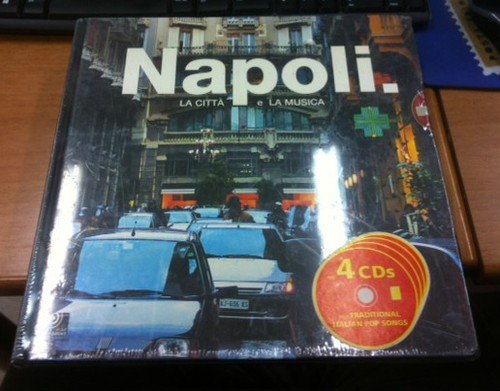 Napoli.
LA CITTÀ e LA MUSICA
4 CDs
TRADITIONAL
ITALIAN POP SONGS